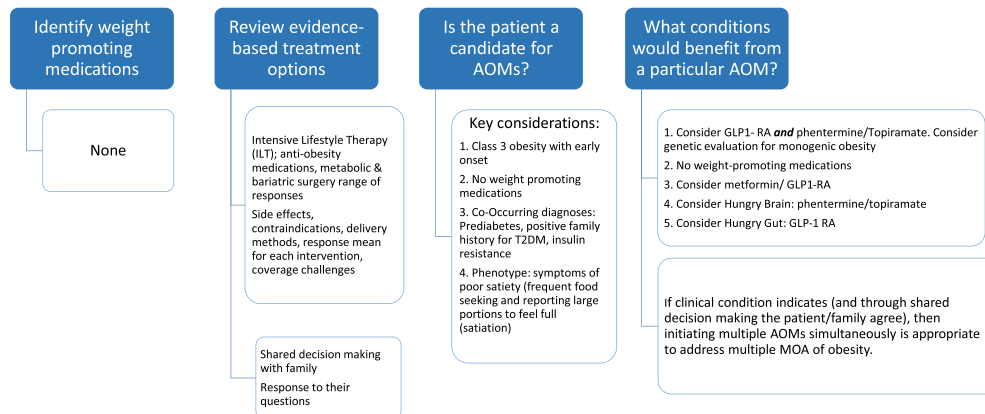 Identify weight
promoting
medications
None
Review evidence-
based treatment
options
Intensive Lifestyle Therapy
(ILT); anti-obesity
medications, metabolic &
bariatric surgery range of
responses
Side effects,
contraindications, delivery
methods, response mean
for each intervention,
coverage challenges
Shared decision making
with family
Response to their
questions
Is the patient a
candidate for
AOMs?
Key considerations:
1. Class 3 obesity with early
onset
2. No weight promoting
medications
3. Co-Occurring diagnoses:
Prediabetes, positive family
history for T2DM, insulin
resistance
4. Phenotype: symptoms of
poor satiety (frequent food
seeking and reporting large
portions to feel full
(satiation)
What conditions
would benefit from
a particular AOM?
1. Consider GLP1- RA and phentermine/Topiramate. Consider
genetic evaluation for monogenic obesity
2. No weight-promoting medications
3. Consider metformin/ GLP1-RA
4. Consider Hungry Brain: phentermine/topiramate
5. Consider Hungry Gut: GLP-1 RA
If clinical condition indicates (and through shared
decision making the patient/family agree), then
initiating multiple AOMs simultaneously is appropriate
to address multiple MOA of obesity.